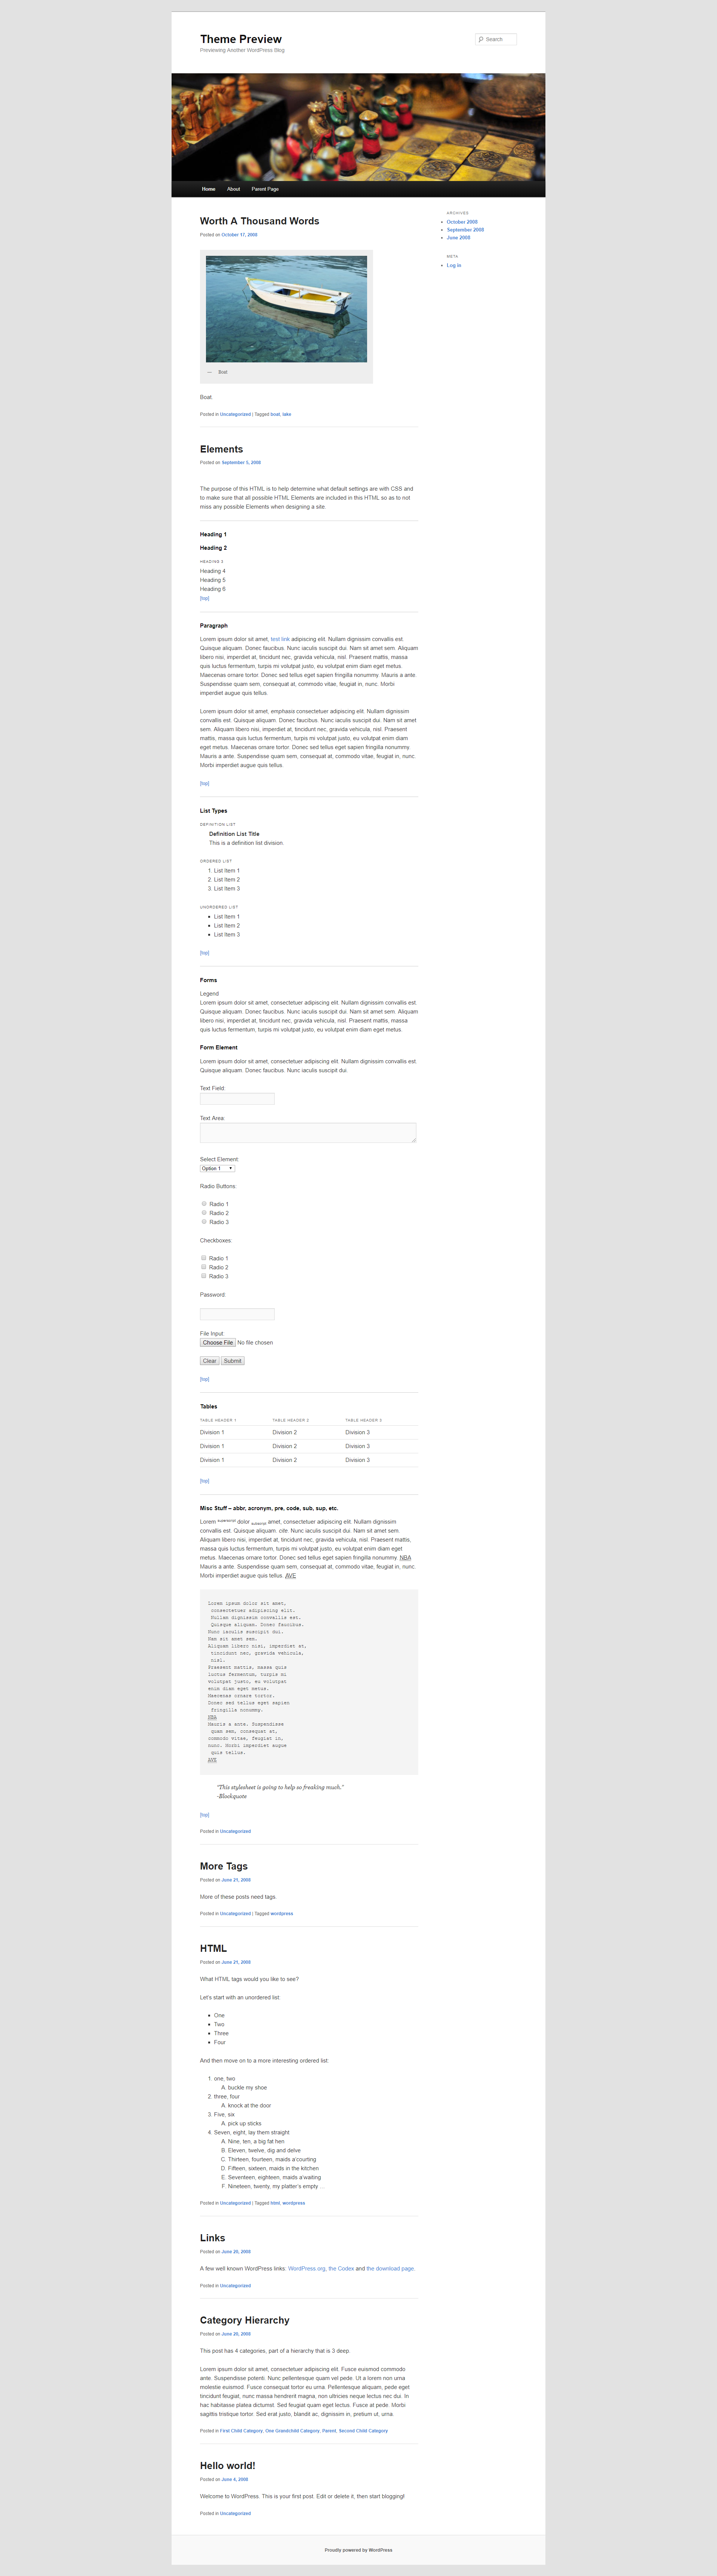 Theme Preview
Previewing Another WordPress Blog
Search
Home About Parent Page
Worth A Thousand Words
Posted on October 17, 2008
— Boat
Boat
Posted in Uncategorized | Tagged boat, lake
ARCHIVES
October 2008
September 2008
June 2008
META
Log in
Elements
Posted on September 5, 2008
The purpose of this HTML is to help determine what default settings are with CSS and
to make sure that all possible HTML Elements are included in this HTML so as to not
miss any possible Elements when designing a site.
Heading 1
Heading 2
HEADING 3
Heading 4
Heading 5
Heading 6
[top]
Paragraph
Lorem ipsum dolor sit amet, test link adipiscing elit. Nullam dignissim convallis est.
Quisque aliquam. Donec faucibus. Nunc iaculis suscipit dui. Nam sit amet sem. Aliquam
libero nisi, imperdiet at, tincidunt nec, gravida vehicula, nisl. Praesent mattis, massa
quis luctus fermentum, turpis mi volutpat justo, eu volutpat enim diam eget metus.
Maecenas ornare tortor. Donec sed tellus eget sapien fringilla nonummy. Mauris a ante.
Suspendisse quam sem, consequat at, commodo vitae, feugiat in, nunc. Morbi
imperdiet augue quis tellus.
Lorem ipsum dolor sit amet, emphasis consectetuer adipiscing elit. Nullam dignissim
convallis est. Quisque aliquam. Donec faucibus. Nunc iaculis suscipit dui. Nam sit amet
sem. Aliquam libero nisi, imperdiet at, tincidunt nec, gravida vehicula, nisl. Praesent
mattis, massa quis luctus fermentum, turpis mi volutpat justo, eu volutpat enim diam
eget metus. Maecenas ornare tortor. Donec sed tellus eget sapien fringilla nonummy.
Mauris a ante. Suspendisse quam sem, consequat at, commodo vitae, feugiat in, nunc.
Morbi imperdiet augue quis tellus.
[top]
List Types
DEFINITION LIST
Definition List Title
This is a definition list division.
ORDERED LIST
1. List Item 1
2. List Item 2
3. List Item 3
UNORDERED LIST
• List Item 1
• List Item 2
• List Item 3
[top]
Forms
Legend
Lorem ipsum dolor sit amet, consectetuer adipiscing elit. Nullam dignissim convallis est.
Quisque aliquam. Donec faucibus. Nunc iaculis suscipit dui. Nam sit amet sem. Aliquam
libero nisi, imperdiet at, tincidunt nec, gravida vehicula, nisl. Praesent mattis, massa
quis luctus fermentum, turpis mi volutpat justo, eu volutpat enim diam eget metus.
Form Element
Lorem ipsum dolor sit amet, consectetuer adipiscing elit. Nullam dignissim convallis est.
Quisque aliquam. Donec faucibus. Nunc iaculis suscipit dui.
Text Field:
Text Area:
Select Element:
Option 1
Radio Buttons:
Radio 1
Radio 2
Radio 3
Checkboxes:
Radio 1
Radio 2
Radio 3
Password:
File Input:
Choose File No file chosen
Clear Submit
[top]
Tables
TABLE HEADER 1 TABLE HEADER 2 TABLE HEADER 3
Division 1 Division 2 Division 3
Division 1 Division 2 Division 3
Division 1 Division 2 Division 3
[top]
Misc Stuff – abbr, acronym, pre, code, sub, sup, etc.
Lorem superscript dolor subscript amet, consectetuer adipiscing elit. Nullam dignissim
convallis est. Quisque aliquam. cite. Nunc iaculis suscipit dui. Nam sit amet sem.
Aliquam libero nisi, imperdiet at, tincidunt nec, gravida vehicula, nisl. Praesent mattis,
massa quis luctus fermentum, turpis mi volutpat justo, eu volutpat enim diam eget
metus. Maecenas ornare tortor. Donec sed tellus eget sapien fringilla nonummy. NBA
Mauris a ante. Suspendisse quam sem, consequat at, commodo vitae, feugiat in, nunc.
Morbi imperdiet augue quis tellus. AVE
Lorem ipsum dolor sit amet,
consectetuer adipiscing elit.
Nullam dignissim convallis est.
Quisque aliquam. Donec faucibus.
Nunc iaculis suscipit dui.
Nam sit amet sem.
Aliquam libero nisi, imperdiet at,
tincidunt nec, gravida vehicula,
nisl.
Praesent mattis, massa quis
luctus fermentum, turpis mi
volutpat justo, eu volutpat
enim diam eget metus.
Maecenas ornare tortor.
Donec sed tellus eget sapien
fringilla nonummy.
NBA
Mauris a ante. Suspendisse
quam sem, consequat at,
commodo vitae, feugiat in,
nunc. Morbi imperdiet augue
quis tellus.
AVE
"This stylesheet is going to help so freaking much."
-Blockquote
[top]
Posted in Uncategorized
More Tags
Posted on June 21, 2008
More of these posts need tags.
Posted in Uncategorized | Tagged wordpress
HTML
Posted on June 21, 2008
What HTML tags would you like to see?
Let's start with an unordered list:
• One
• Two
• Three
• Four
And then move on to a more interesting ordered list:
1. one, two
A. buckle my shoe
2. three, four
A. knock at the door
3. Five, six
A. pick up sticks
4. Seven, eight, lay them straight
A. Nine, ten, a big fat hen
B. Eleven, twelve, dig and delve
C. Thirteen, fourteen, maids a'courting
D. Fifteen, sixteen, maids in the kitchen
E. Seventeen, eighteen, maids a'waiting
F. Nineteen, twenty, my platter's empty ...
Posted in Uncategorized | Tagged html, wordpress
Links
Posted on June 20, 2008
A few well known WordPress links: WordPress.org, the Codex and the download page.
Posted in Uncategorized
Category Hierarchy
Posted on June 20, 2008
This post has 4 categories, part of a hierarchy that is 3 deep.
Lorem ipsum dolor sit amet, consectetuer adipiscing elit. Fusce euismod commodo
ante. Suspendisse potenti. Nunc pellentesque quam vel pede. Ut a lorem non urna
molestie euismod. Fusce consequat tortor eu urna. Pellentesque aliquam, pede eget
tincidunt feugiat, nunc massa hendrerit magna, non ultricies neque lectus nec dui. In
hac habitasse platea dictumst. Sed feugiat quam eget lectus. Fusce at pede. Morbi
sagittis tristique tortor. Sed erat justo, blandit ac, dignissim in, pretium ut, urna.
Posted in First Child Category, One Grandchild Category, Parent, Second Child Category
Hello world!
Posted on June 4, 2008
Welcome to WordPress. This is your first post. Edit or delete it, then start blogging!
Posted in Uncategorized
Proudly powered by WordPress